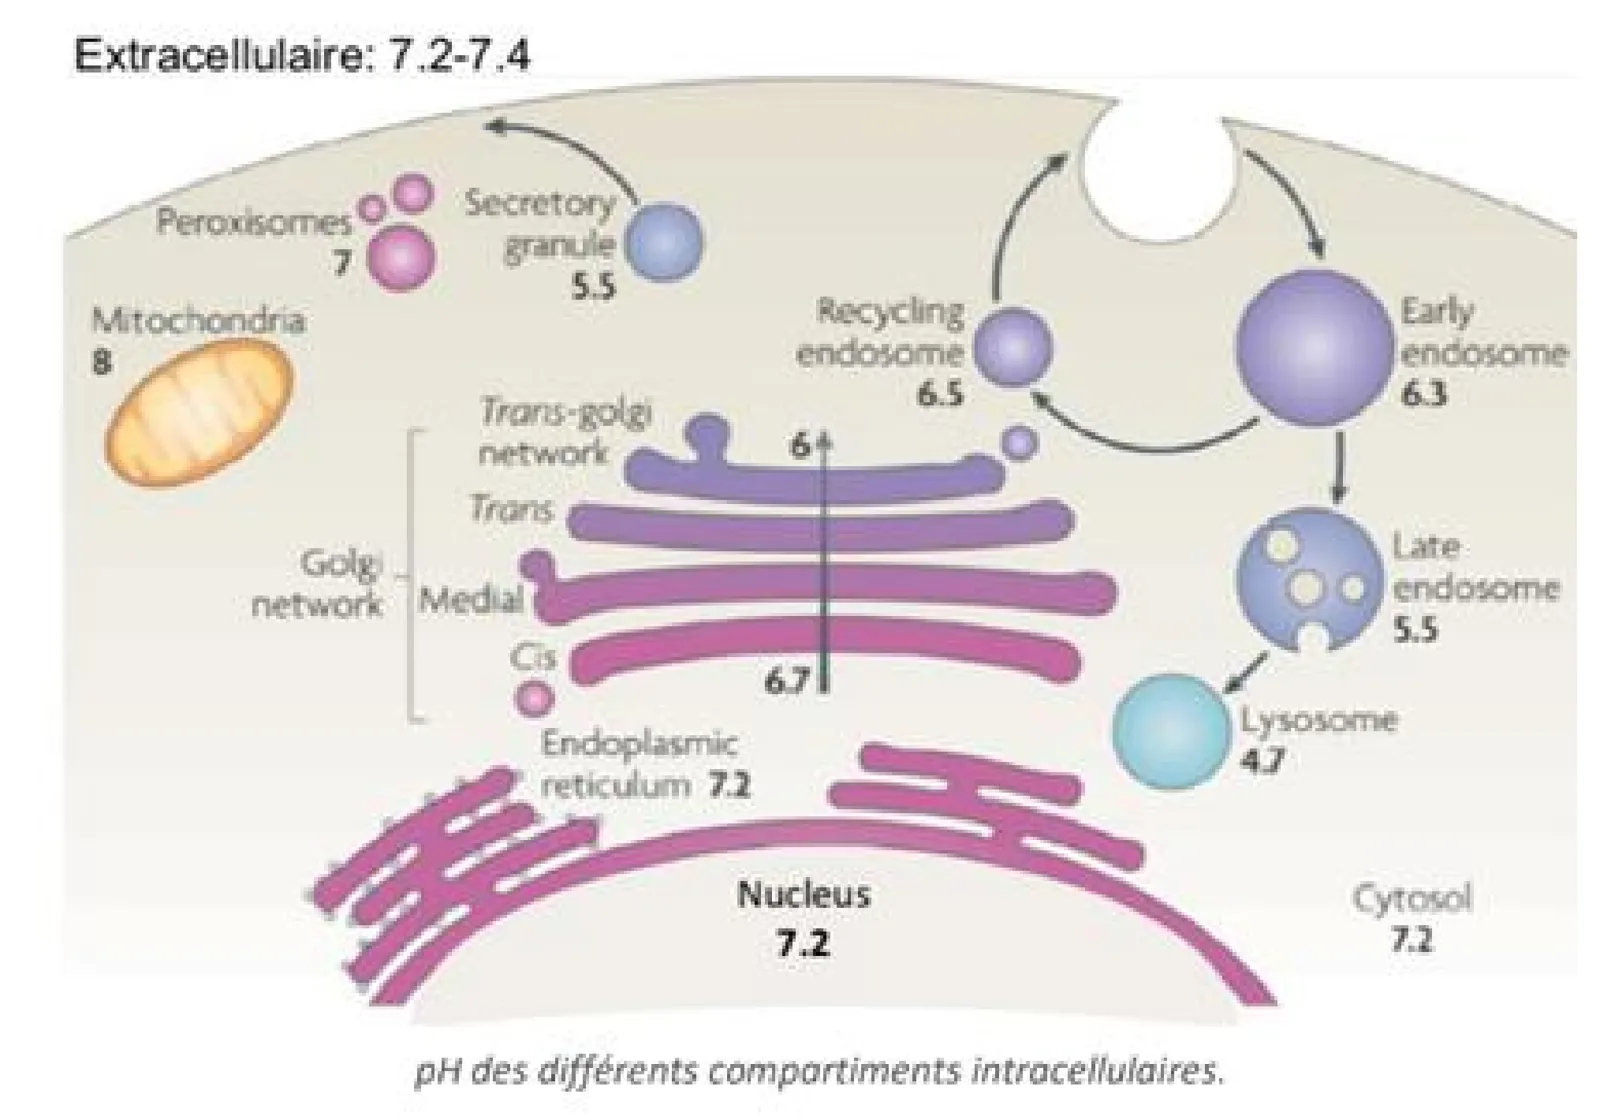 Extracellulaire: 7.2-7.4
Peroxisomes
7
Secretory
granule
5.5
Mitochondria
8
Recycling
endosome
6.5
Early
endosome
6.3
Trans-golgi
network
6
Trans
Golgi
network
Medial
Cis
6.7
Late
endosome
5.5
Lysosome
4.7
Endoplasmic
reticulum 7.2
Nucleus
7.2
Cytosol
7.2
pH des différents compartiments intracellulaires.